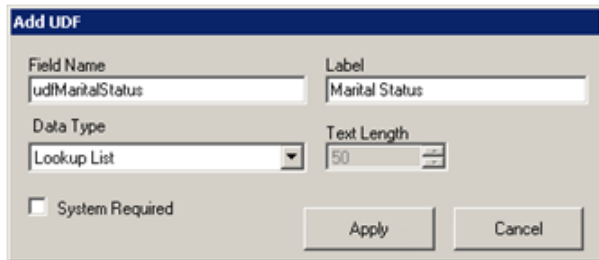 Add UDF
Field Name
Label
udfMaritalStatus
Marital Status
Data Type
Text Length
Lookup List
50
System Required
Apply
Cancel